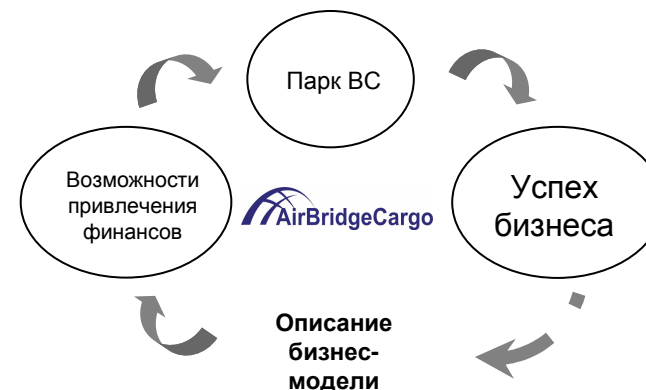 Парк ВС
Возможности
привлечения
финансов
AirBridgeCargo
Успех
бизнеса
Описание
бизнес-
модели